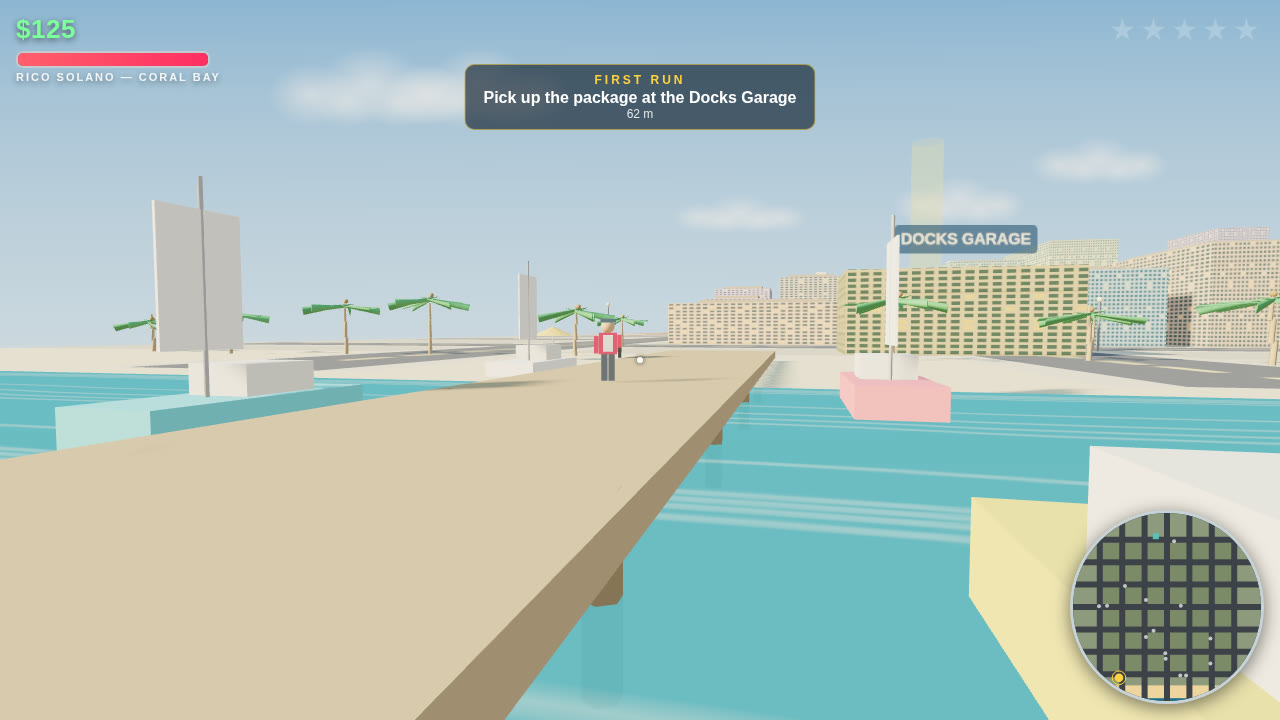 $125
RICO SOLANO — CORAL BAY
FIRST RUN
Pick up the package at the Docks Garage
62 m
DOCKS GARAGE